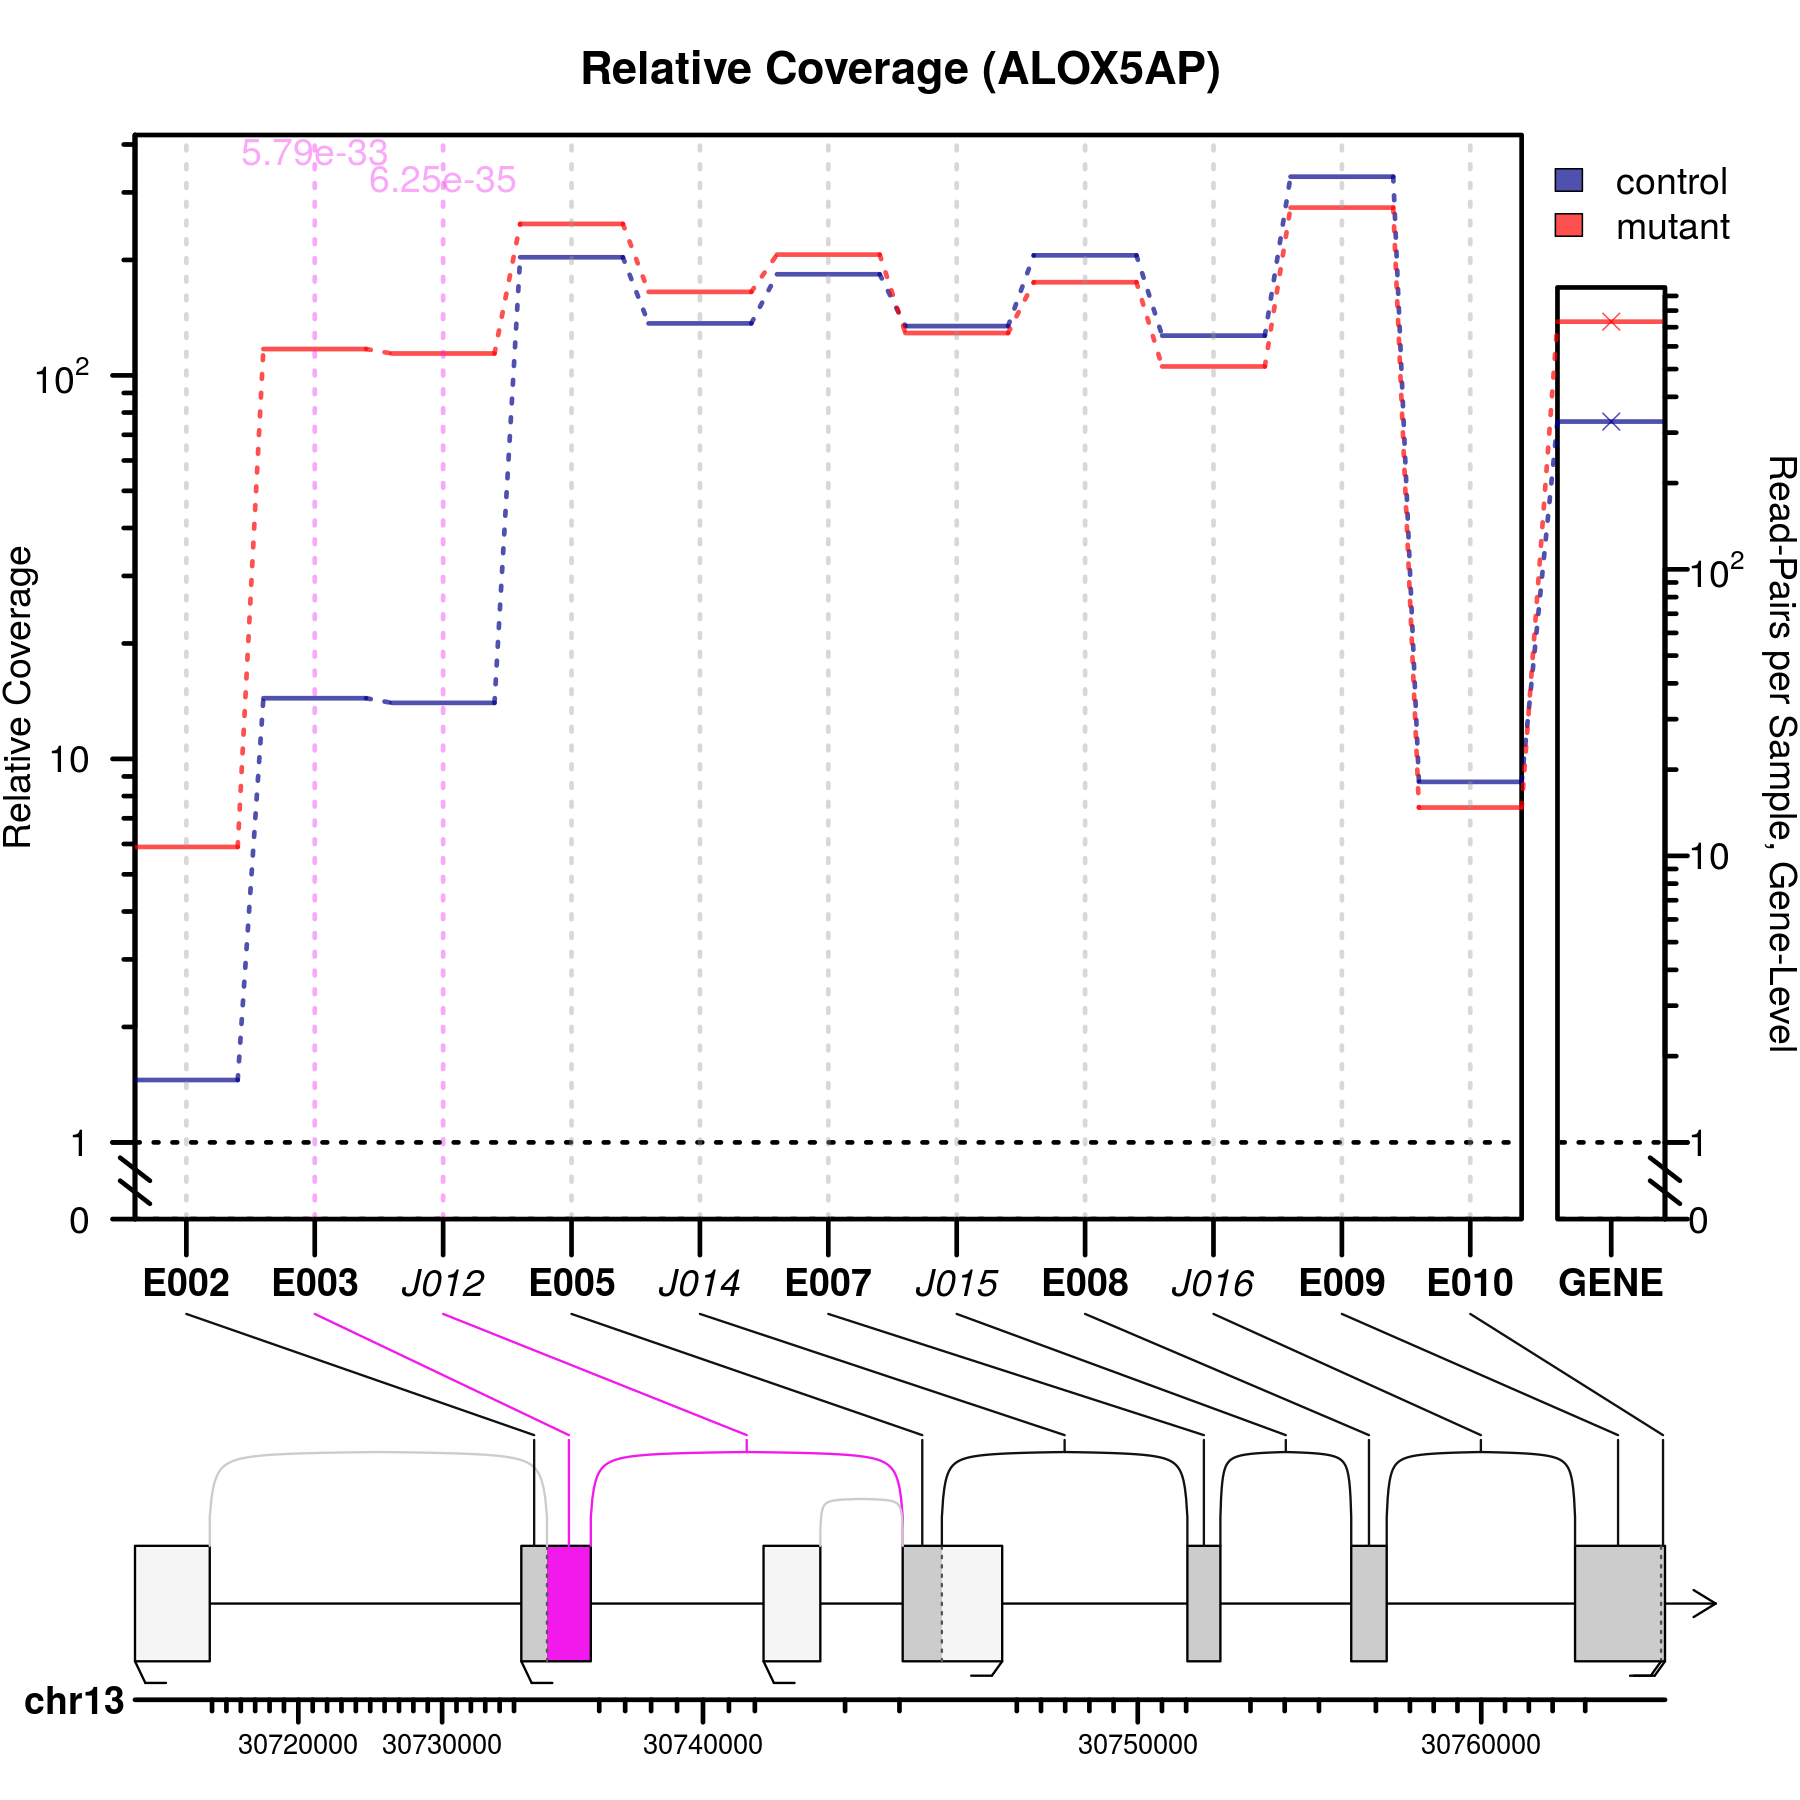 Relative Coverage (ALOX5AP)
5.79e-33
6.25e-35
control
mutant
Relative Coverage
10²
10
1
0
Read-Pairs per Sample, Gene-Level
10²
10
1
0
E002 E003 J012 E005 J014 E007 J015 E008 J016 E009 E010 GENE
chr13
30720000 30730000 30740000 30750000 30760000